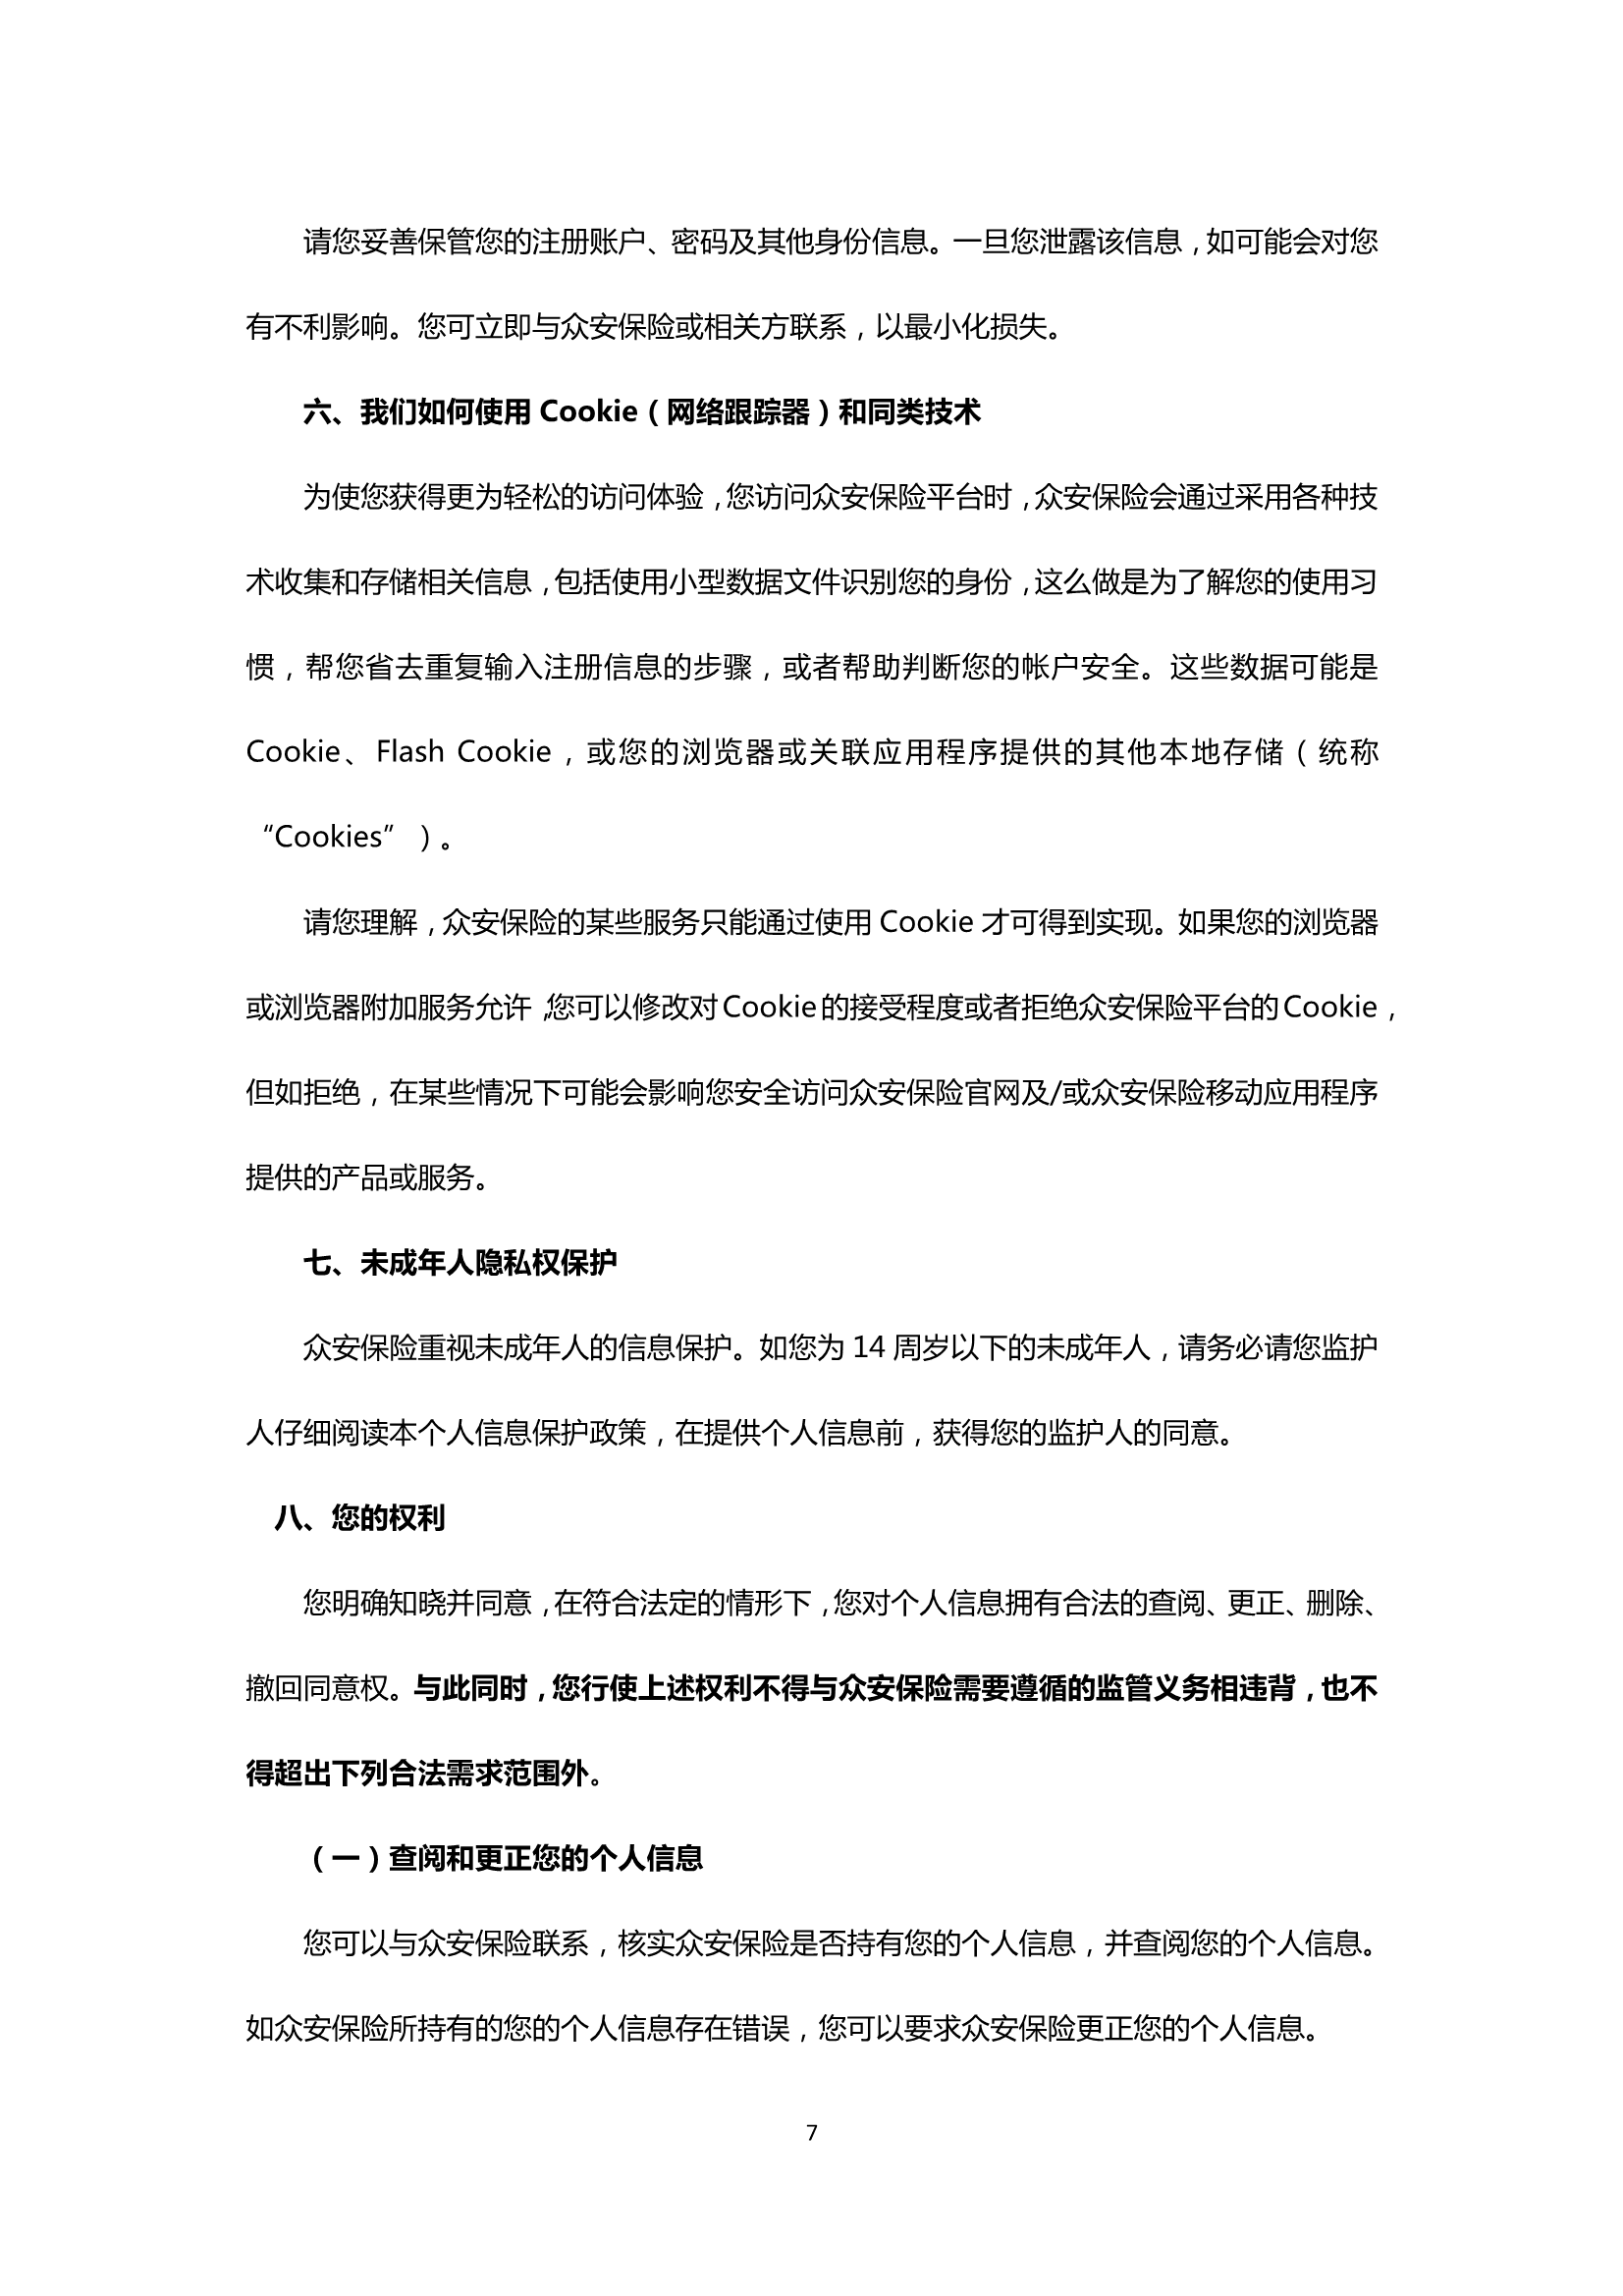 请您妥善保管您的注册账户、密码及其他身份信息。一旦您泄露该信息，如可能会对您
有不利影响。您可立即与众安保险或相关方联系，以最小化损失。
六、我们如何使用 Cookie（网络跟踪器）和同类技术
为使您获得更为轻松的访问体验，您访问众安保险平台时，众安保险会通过采用各种技
术收集和存储相关信息，包括使用小型数据文件识别您的身份，这么做是为了解您的使用习
惯，帮您省去重复输入注册信息的步骤，或者帮助判断您的帐户安全。这些数据可能是
Cookie、Flash Cookie，或您的浏览器或关联应用程序提供的其他本地存储（统称
“Cookies”）。
请您理解，众安保险的某些服务只能通过使用 Cookie 才可得到实现。如果您的浏览器
或浏览器附加服务允许，您可以修改对 Cookie 的接受程度或者拒绝众安保险平台的 Cookie，
但如拒绝，在某些情况下可能会影响您安全访问众安保险官网及/或众安保险移动应用程序
提供的产品或服务。
七、未成年人隐私权保护
众安保险重视未成年人的信息保护。如您为 14 周岁以下的未成年人，请务必请您监护
人仔细阅读本个人信息保护政策，在提供个人信息前，获得您的监护人的同意。
八、您的权利
您明确知晓并同意，在符合法定的情形下，您对个人信息拥有合法的查阅、更正、删除、
撤回同意权。与此同时，您行使上述权利不得与众安保险需要遵循的监管义务相违背，也不
得超出下列合法需求范围外。
（一）查阅和更正您的个人信息
您可以与众安保险联系，核实众安保险是否持有您的个人信息，并查阅您的个人信息。
如众安保险所持有的您的个人信息存在错误，您可以要求众安保险更正您的个人信息。
7